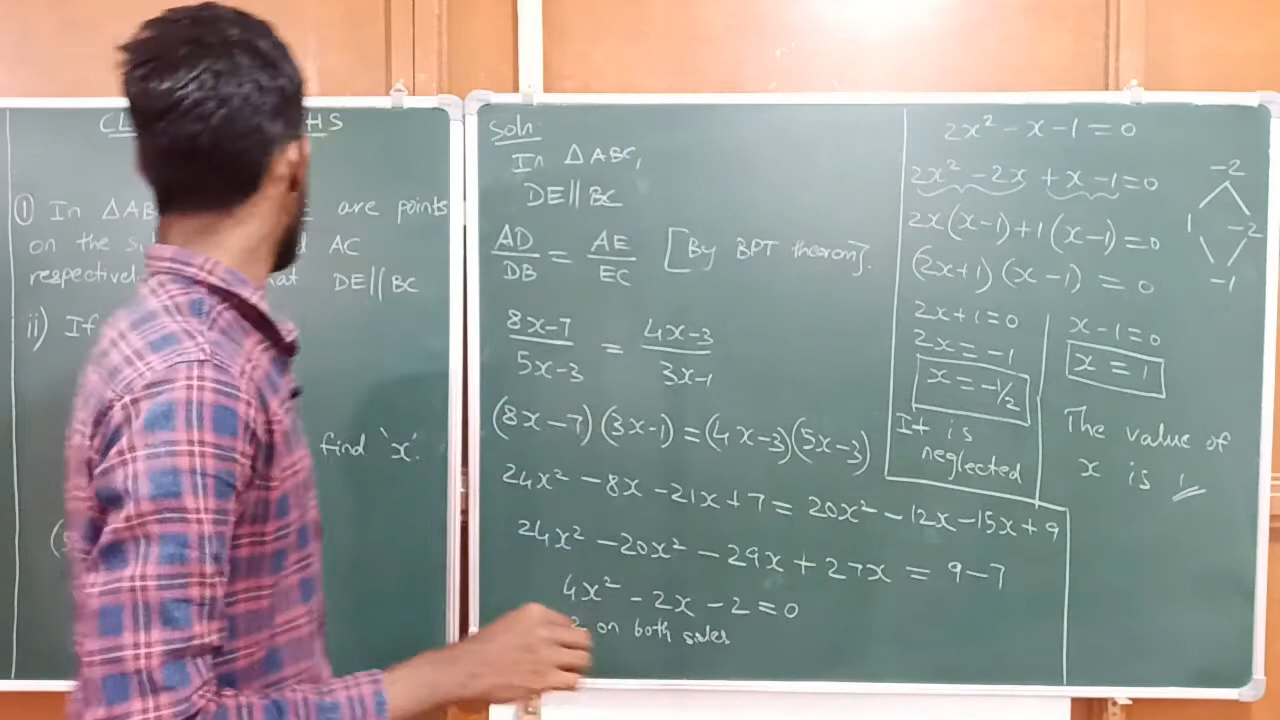 HS
① In △AB are points
on the AC
DE||BC
ii) If
find 'x'.
Soln:
In △ABC,
DE||BC
AD/DB = AE/EC [By BPT theorem].
8x-7/5x-3 = 4x-3/3x-1
(8x-7)(3x-1)=(4x-3)(5x-3)
24x² -8x -21x+7 = 20x² -12x-15x+9
24x² -20x² -29x +27x = 9-7
4x² -2x -2=0
2 on both sides
2x² -x-1=0
2x² -2x +x-1=0
2x(x-1)+1(x-1)=0
(2x+1)(x-1) = 0
2x+1=0
2x=-1
x=-1/2
It is
neglected
x-1=0
x=1
The value of
x is 1
-2
1 -2
-1